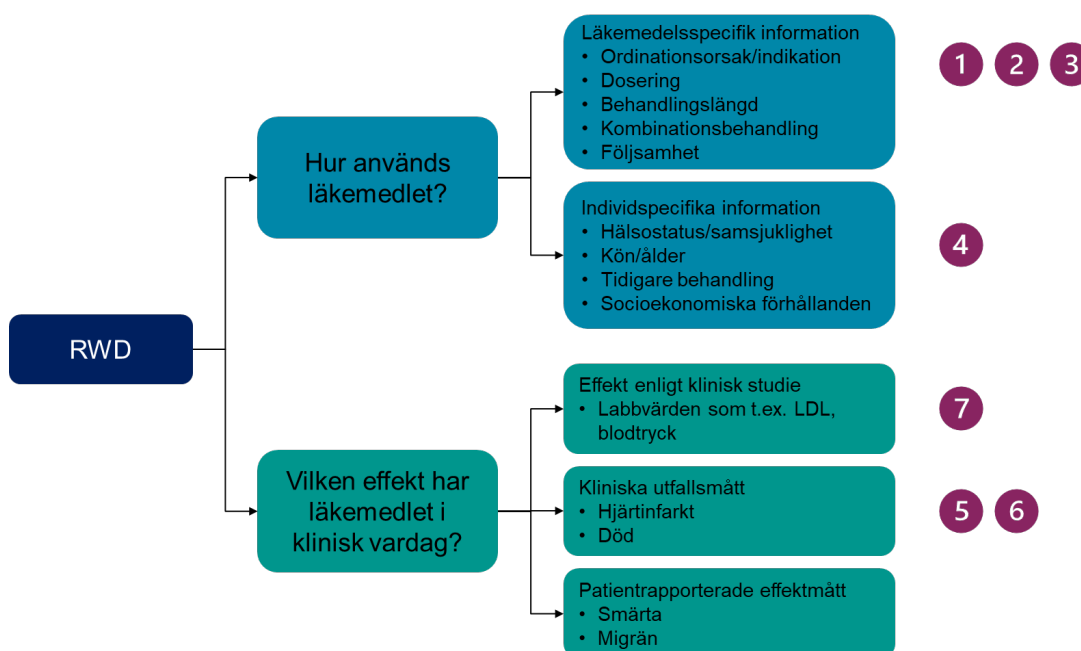 RWD
Hur används
läkemedlet?
Läkemedelsspecifik information
• Ordinationsorsak/indikation
• Dosering
• Behandlingslängd
• Kombinationsbehandling
• Följsamhet
1 2 3
Individspecifika information
• Hälsostatus/samsjuklighet
• Kön/ålder
• Tidigare behandling
• Socioekonomiska förhållanden
4
Vilken effekt har
läkemedlet i
klinisk vardag?
Effekt enligt klinisk studie
• Labbvärden som t.ex. LDL,
blodtryck
7
Kliniska utfallsmått
• Hjärtinfarkt
• Död
5 6
Patientrapporterade effektmått
• Smärta
• Migrän